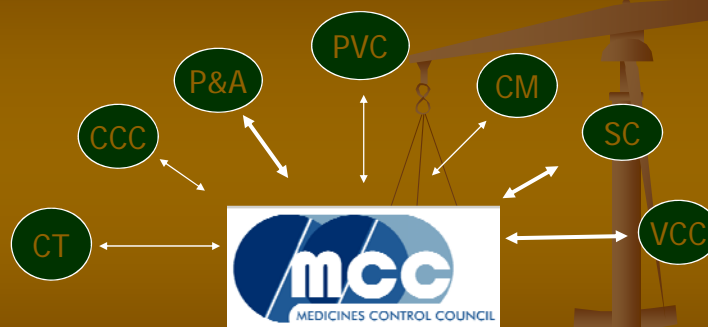 PVC
P&A
CM
CCC
SC
CT
VCC
mcc
MEDICINES CONTROL COUNCIL